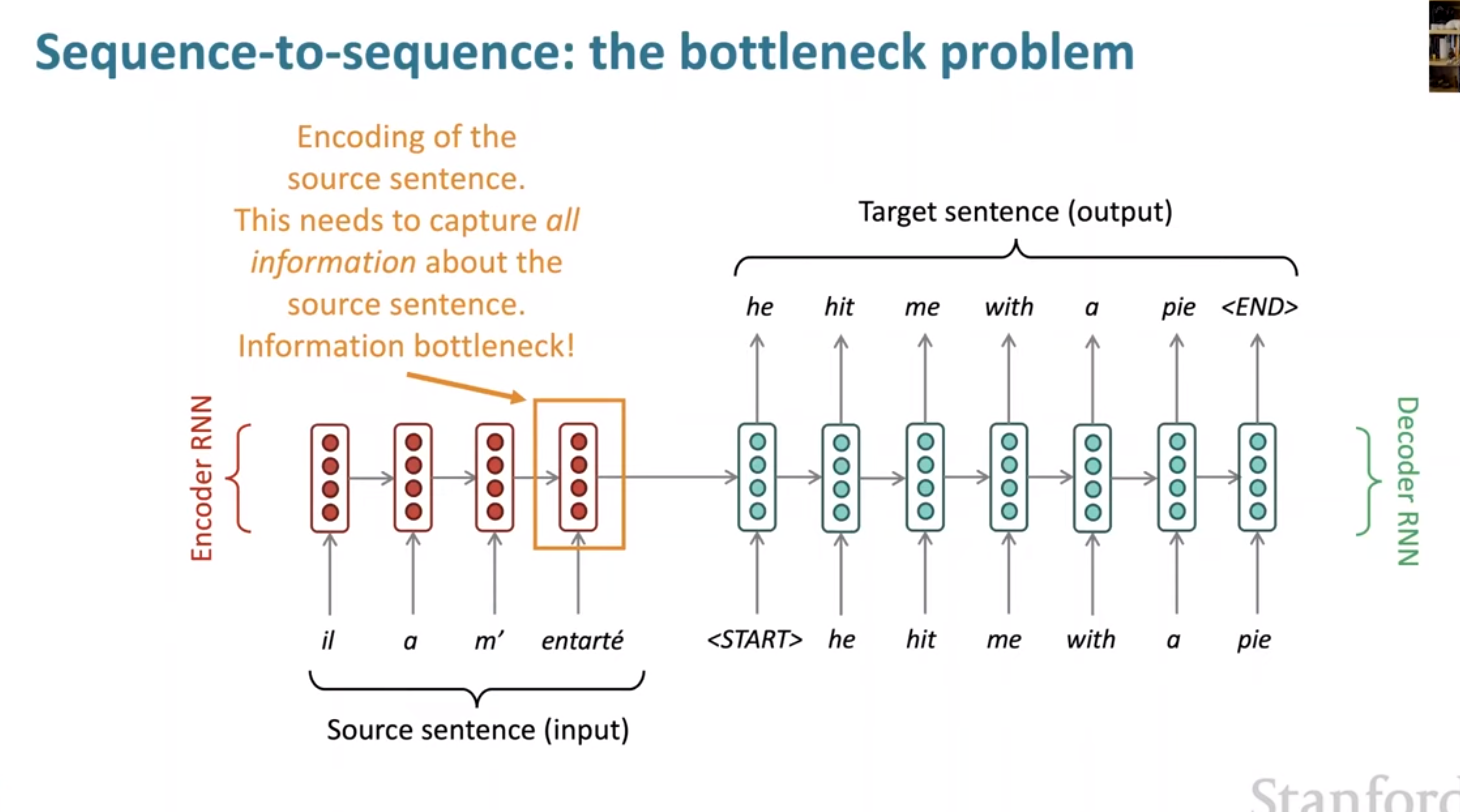 Sequence-to-sequence: the bottleneck problem
Encoding of the
source sentence.
This needs to capture all
information about the
source sentence.
Information bottleneck!
Target sentence (output)
he hit me with a pie <END>
Encoder RNN
Decoder RNN
il a m’ entarté
<START> he hit me with a pie
Source sentence (input)